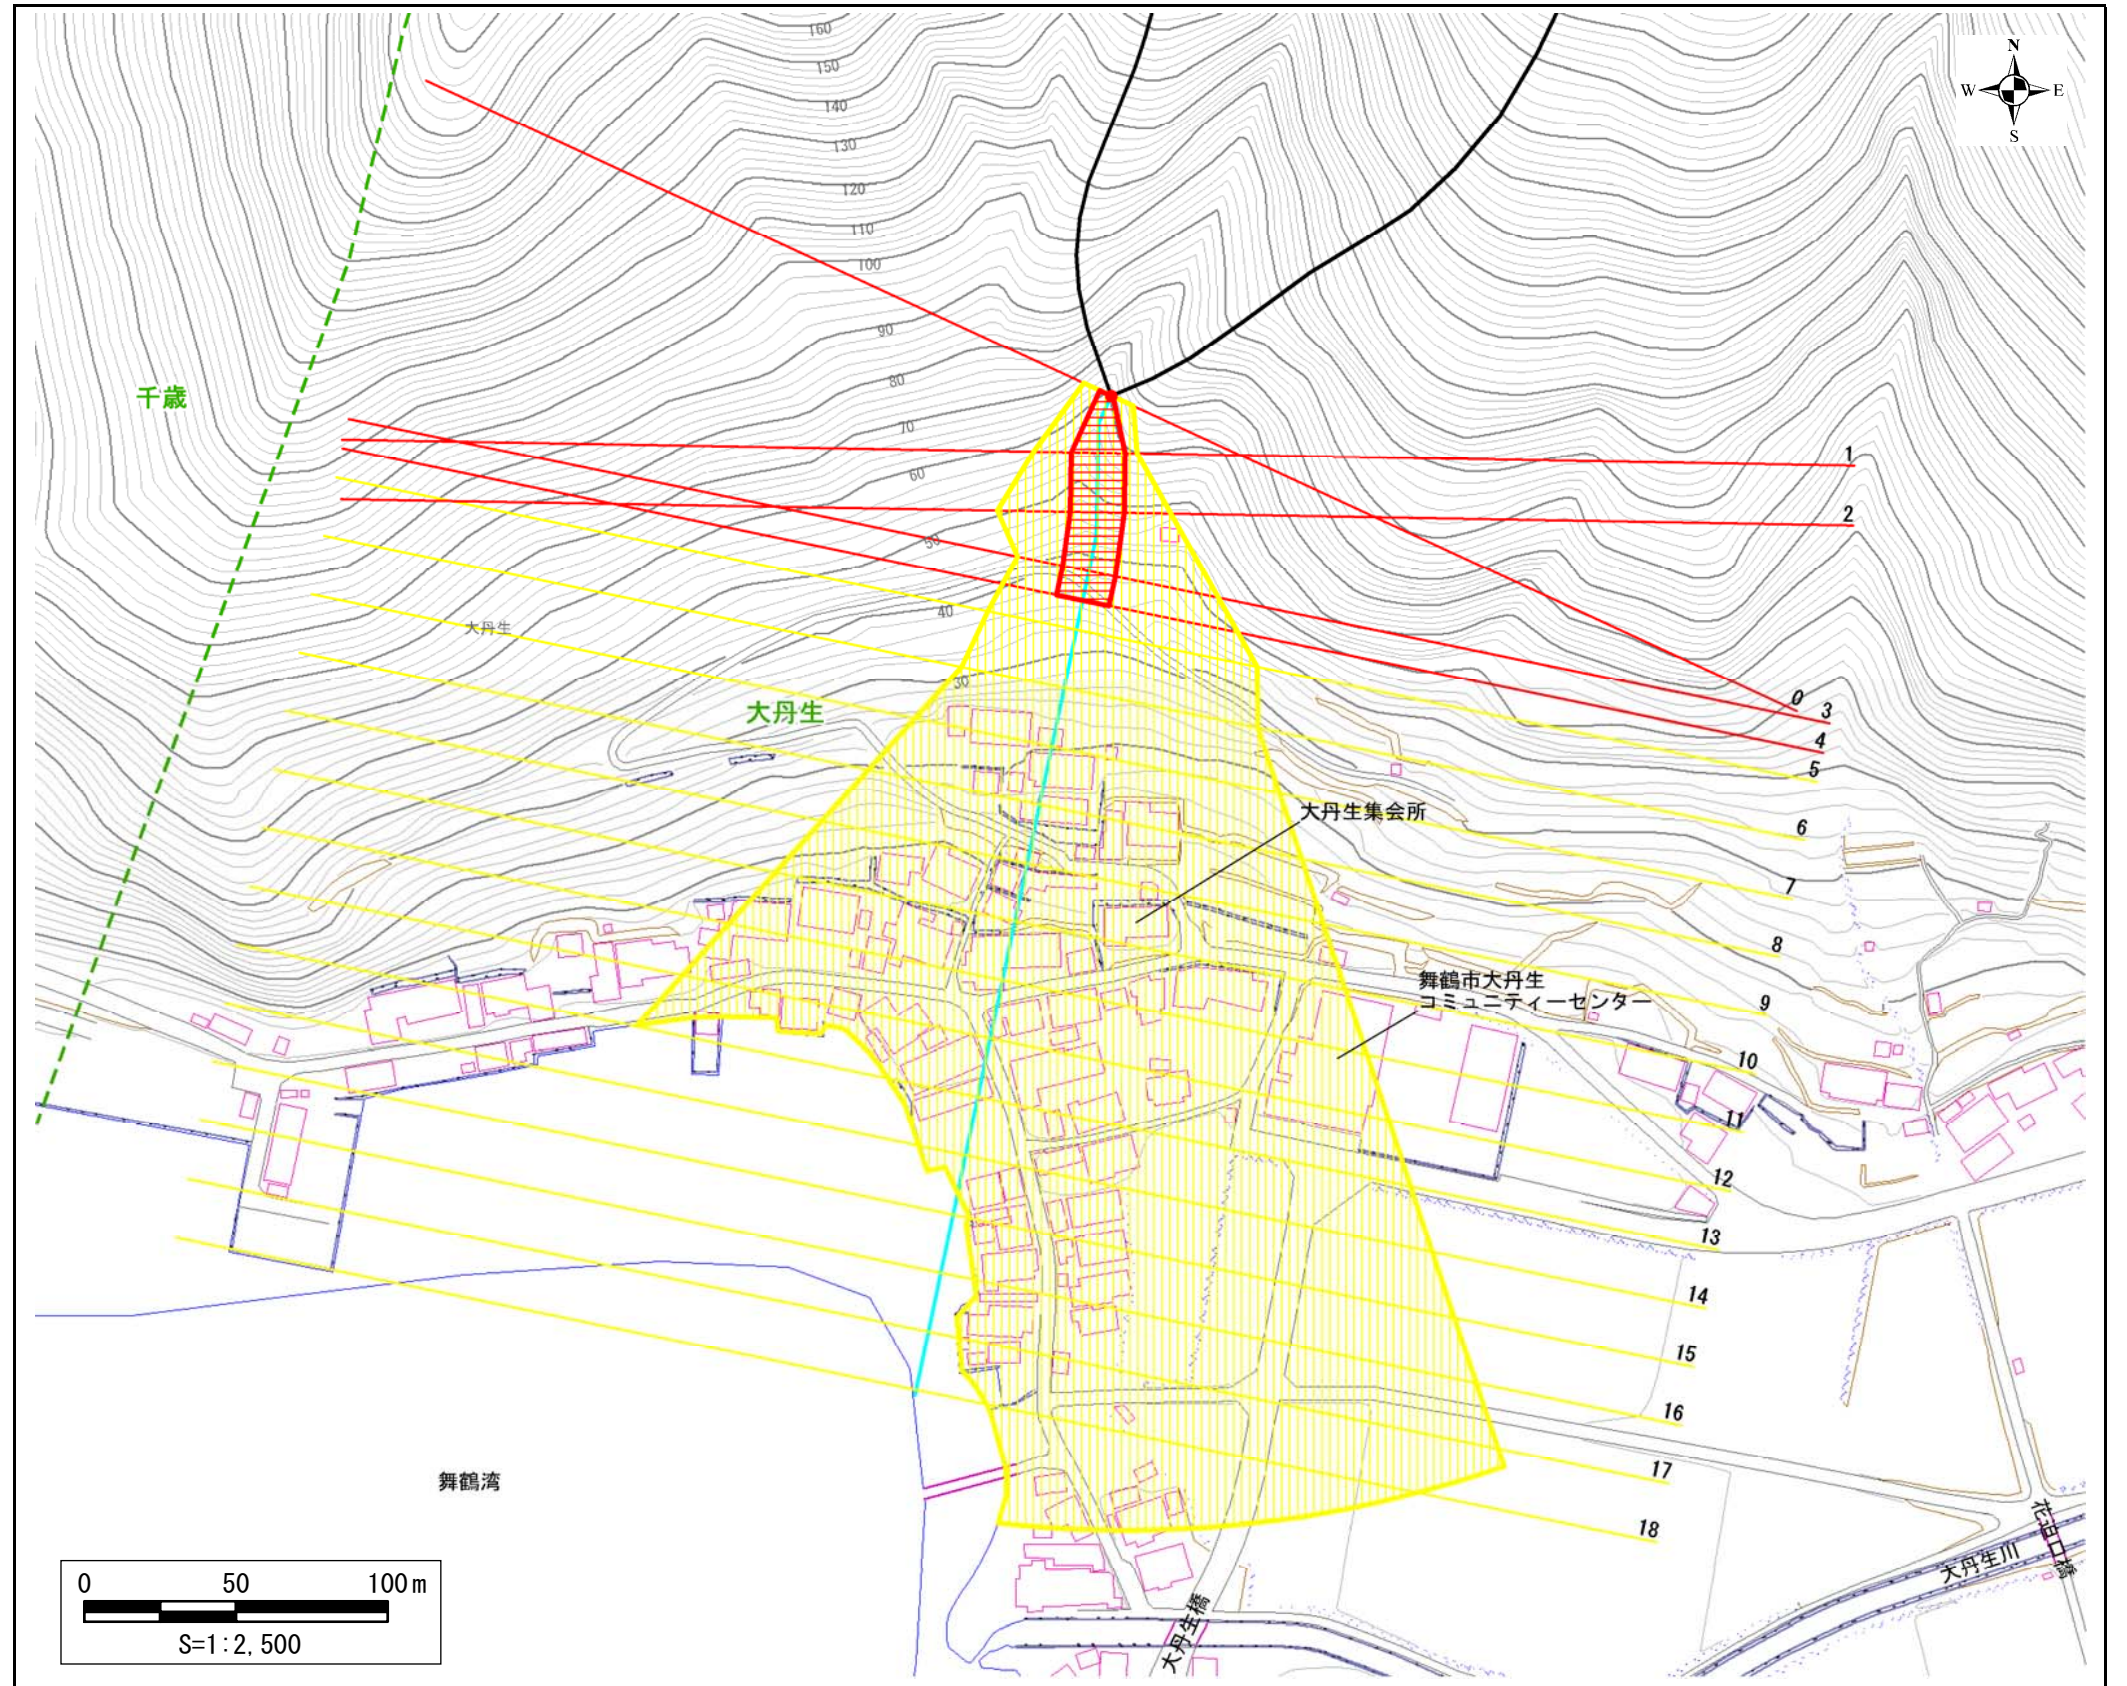 160
150
140
130
120
110
100
90
80
70
60
50
40
30
N
W E
S
千歳
大丹生
大丹生
1
2
0
3
4
5
6
7
8
9
10
11
12
13
14
15
16
17
18
大丹生集会所
舞鶴市大丹生
コミュニティーセンター
舞鶴湾
大丹生橋
大丹生川
花迫口橋
0 50 100m
S=1:2,500